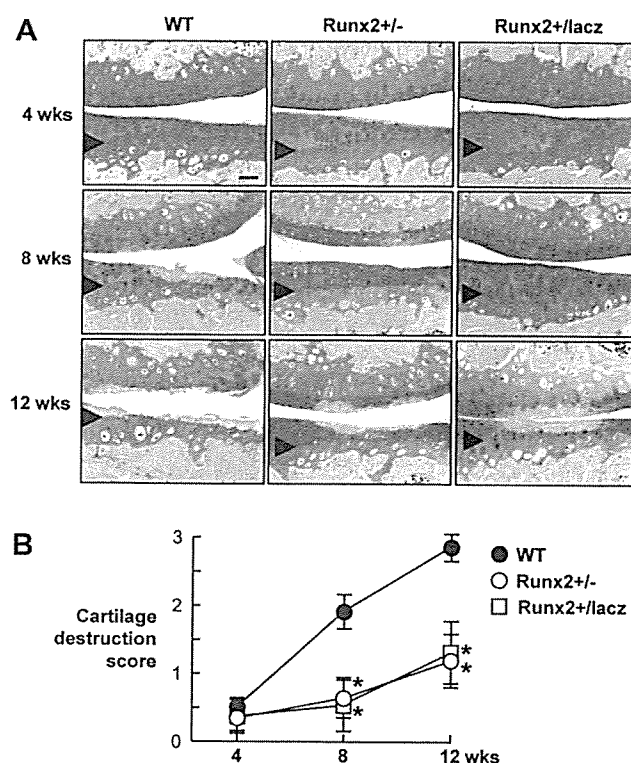 A
WT Runx2+/- Runx2+/lacz
4 wks
8 wks
12 wks
B
3
2
1
0
Cartilage
destruction
score
WT
Runx2+/-
Runx2+/lacz
*
*
*
*
4 8 12 wks